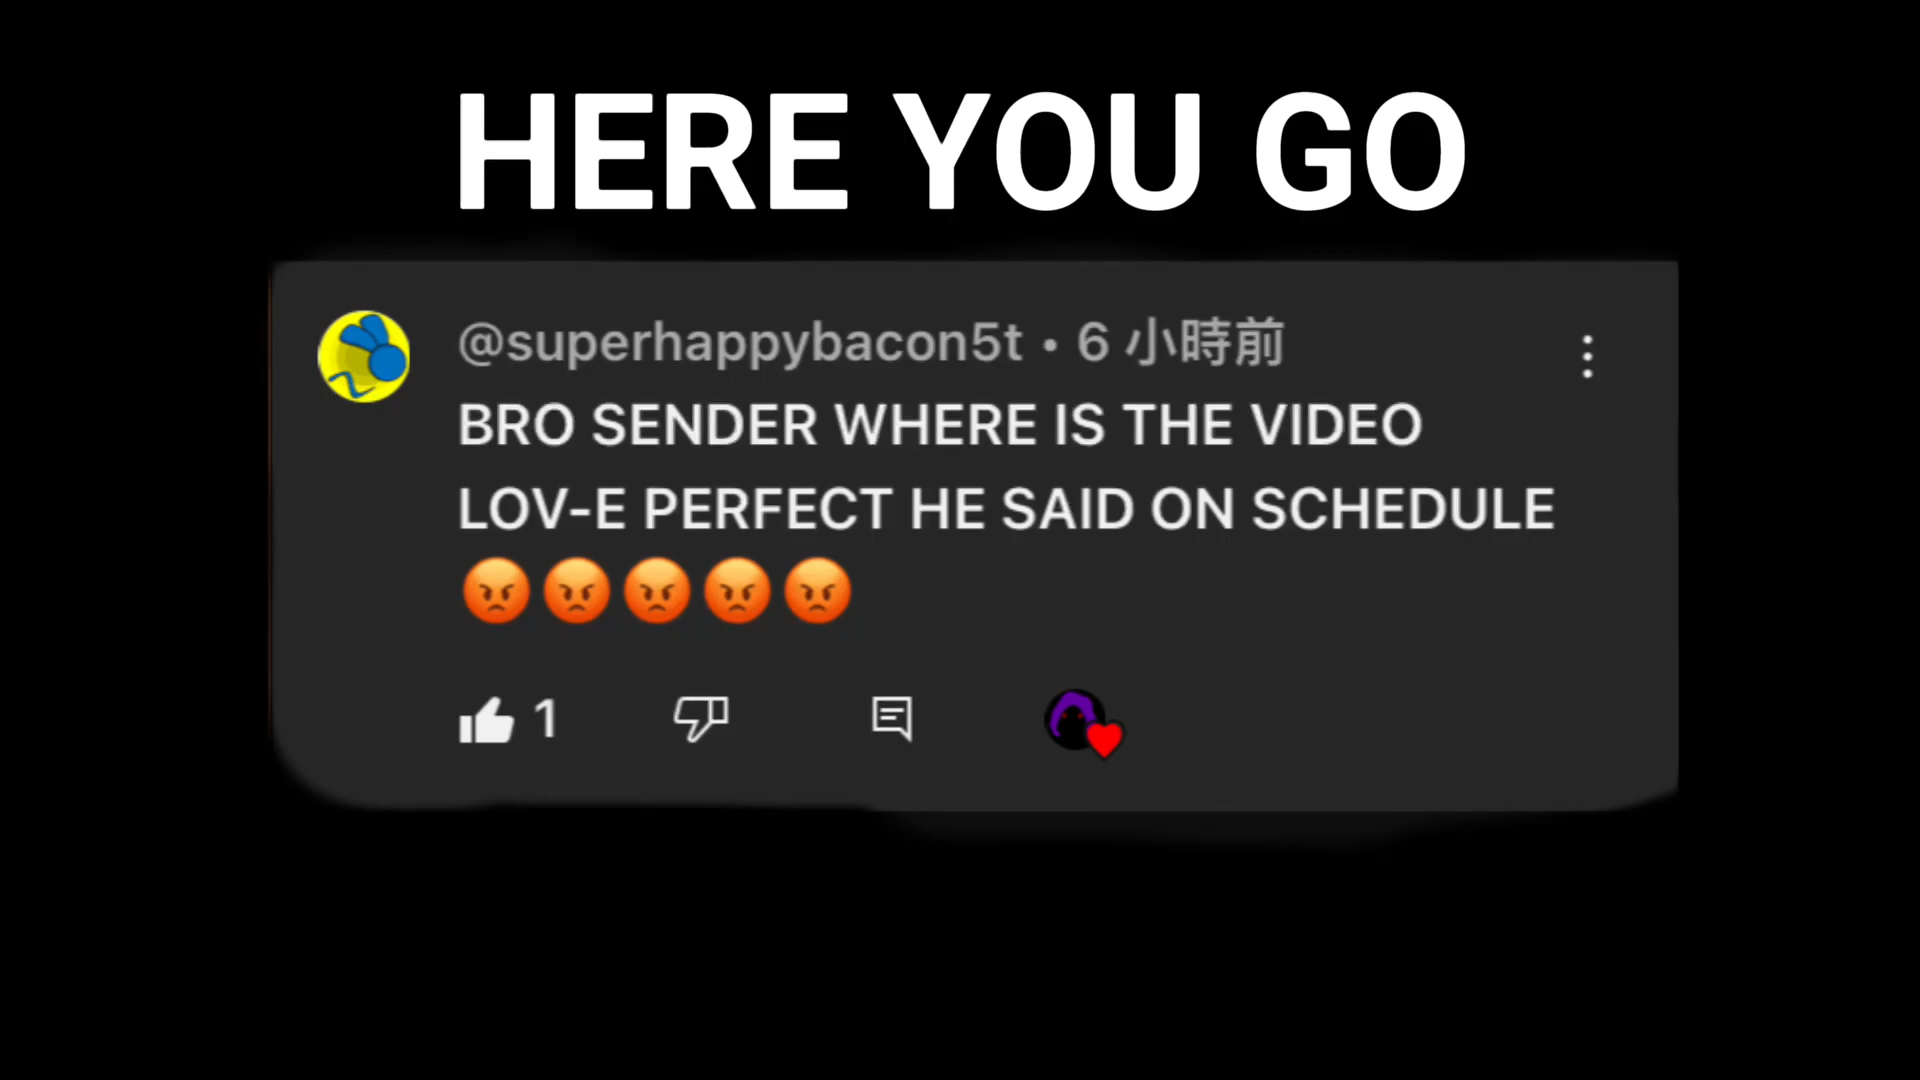 HERE YOU GO
@superhappybacon5t • 6 小時前
BRO SENDER WHERE IS THE VIDEO
LOV-E PERFECT HE SAID ON SCHEDULE
😡😡😡😡😡
1